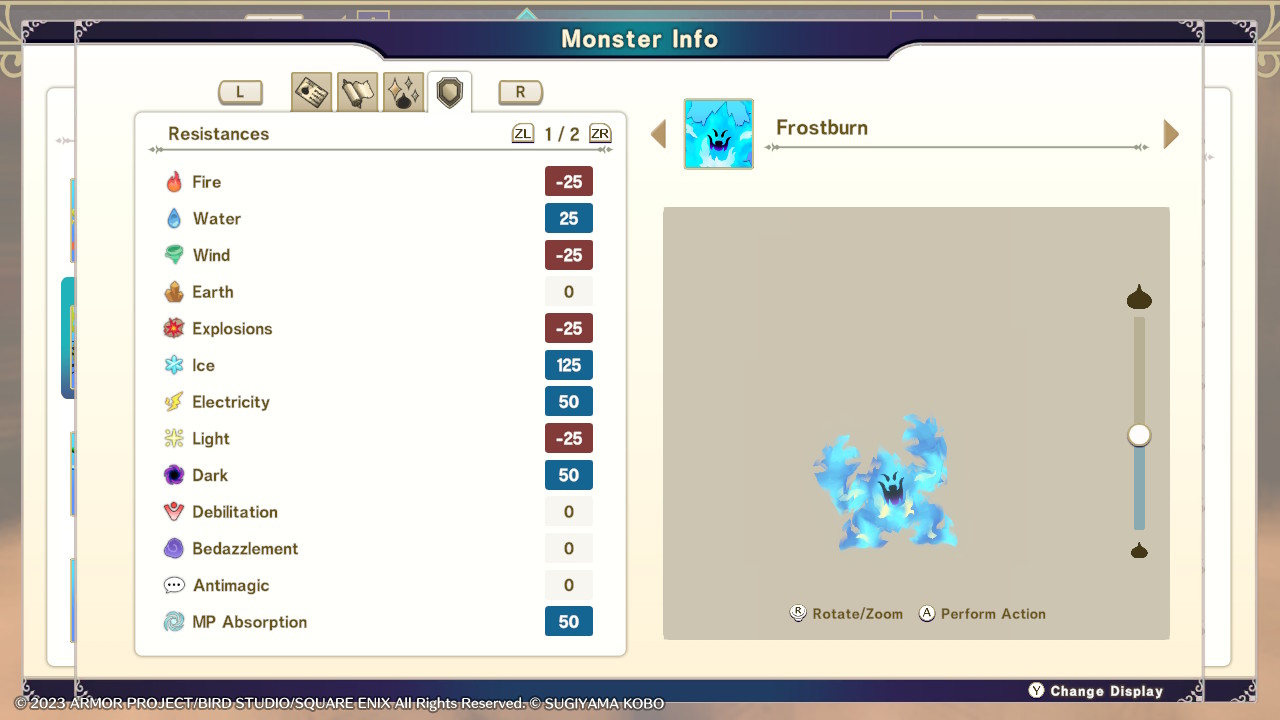 Monster Info
L
R
Resistances
ZL 1 / 2 ZR
Fire -25
Water 25
Wind -25
Earth 0
Explosions -25
Ice 125
Electricity 50
Light -25
Dark 50
Debilitation 0
Bedazzlement 0
Antimagic 0
MP Absorption 50
Frostburn
R Rotate/Zoom A Perform Action
Y Change Display
© 2023 ARMOR PROJECT/BIRD STUDIO/SQUARE ENIX All Rights Reserved. © SUGIYAMA KOBO